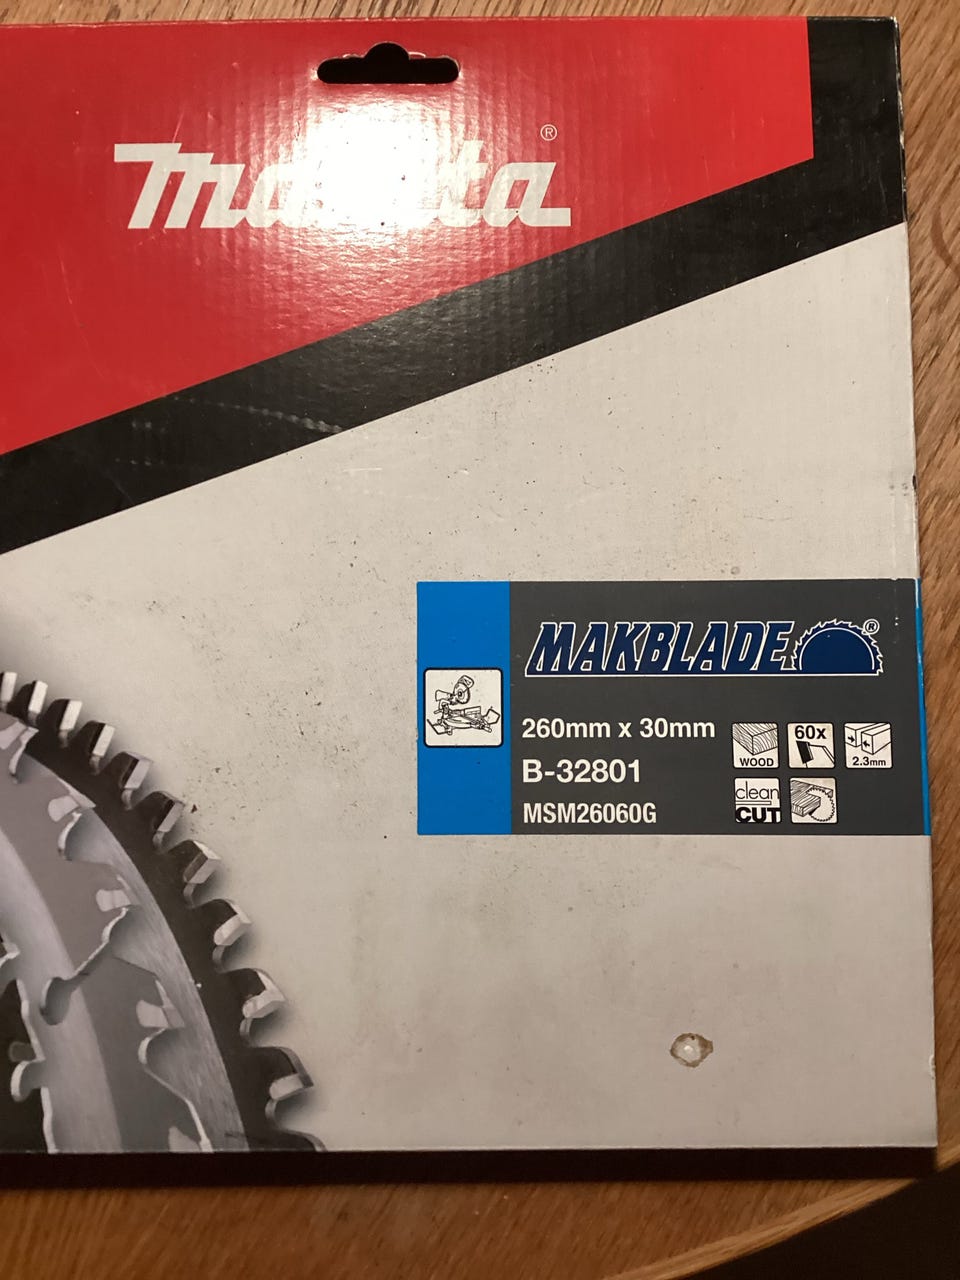 makita®
MAKBLADE®
260mm x 30mm
B-32801
MSM26060G
WOOD
60x
2.3mm
clean
CUT